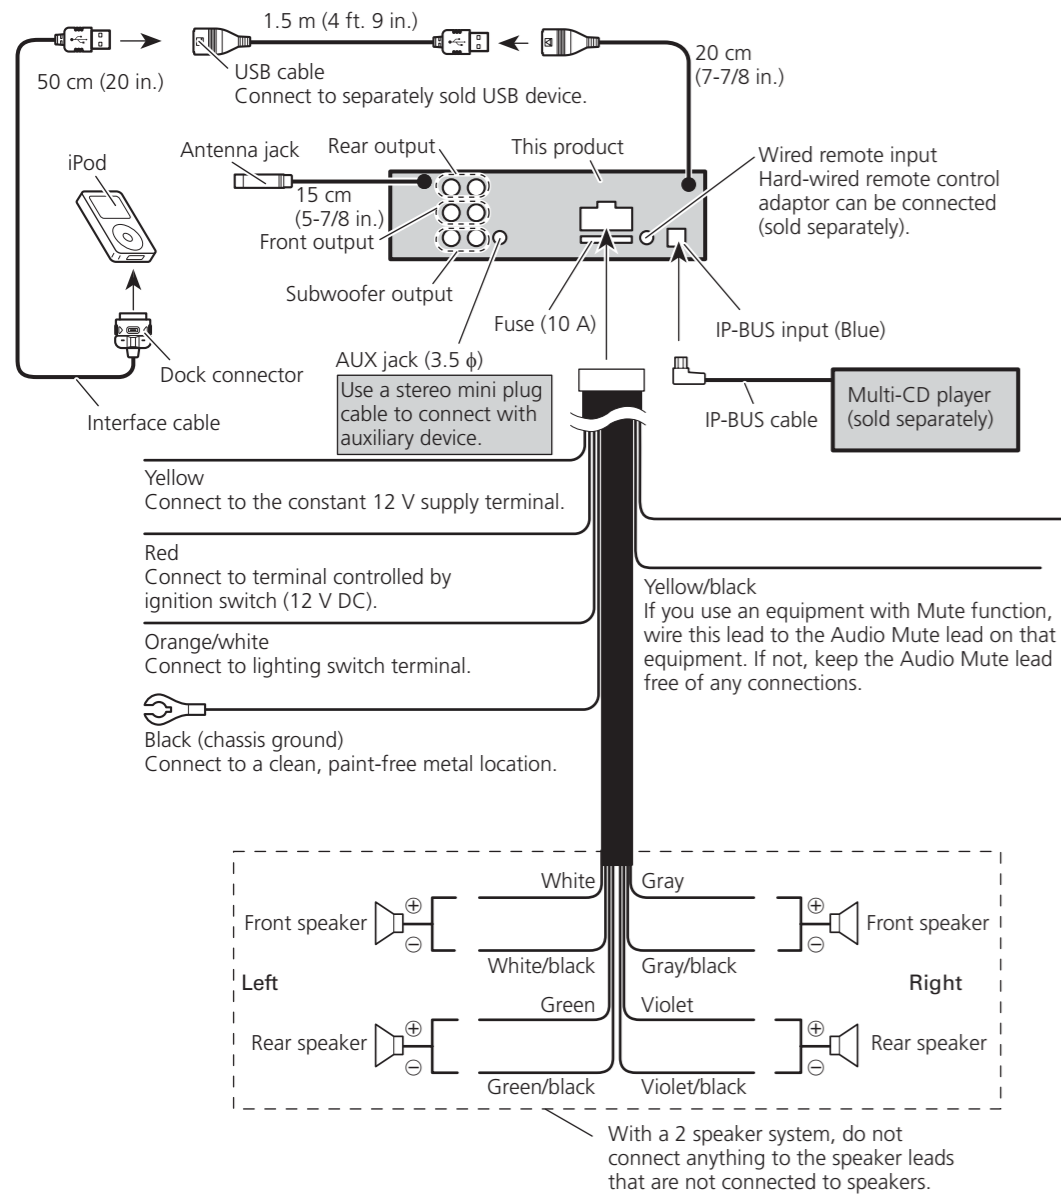 1.5 m (4 ft. 9 in.)
50 cm (20 in.)
USB cable
Connect to separately sold USB device.
20 cm
(7-7/8 in.)
iPod
Antenna jack
Rear output
This product
Wired remote input
Hard-wired remote control
adaptor can be connected
(sold separately).
15 cm
(5-7/8 in.)
Front output
Subwoofer output
Fuse (10 A)
IP-BUS input (Blue)
AUX jack (3.5 ϕ)
Use a stereo mini plug
cable to connect with
auxiliary device.
Dock connector
Interface cable
IP-BUS cable
Multi-CD player
(sold separately)
Yellow
Connect to the constant 12 V supply terminal.
Red
Connect to terminal controlled by
ignition switch (12 V DC).
Orange/white
Connect to lighting switch terminal.
Black (chassis ground)
Connect to a clean, paint-free metal location.
Yellow/black
If you use an equipment with Mute function,
wire this lead to the Audio Mute lead on that
equipment. If not, keep the Audio Mute lead
free of any connections.
White
Gray
Front speaker
⊕
⊖
⊕
⊖
Front speaker
White/black
Gray/black
Left
Right
Green
Violet
Rear speaker
⊕
⊖
⊕
⊖
Rear speaker
Green/black
Violet/black
With a 2 speaker system, do not
connect anything to the speaker leads
that are not connected to speakers.